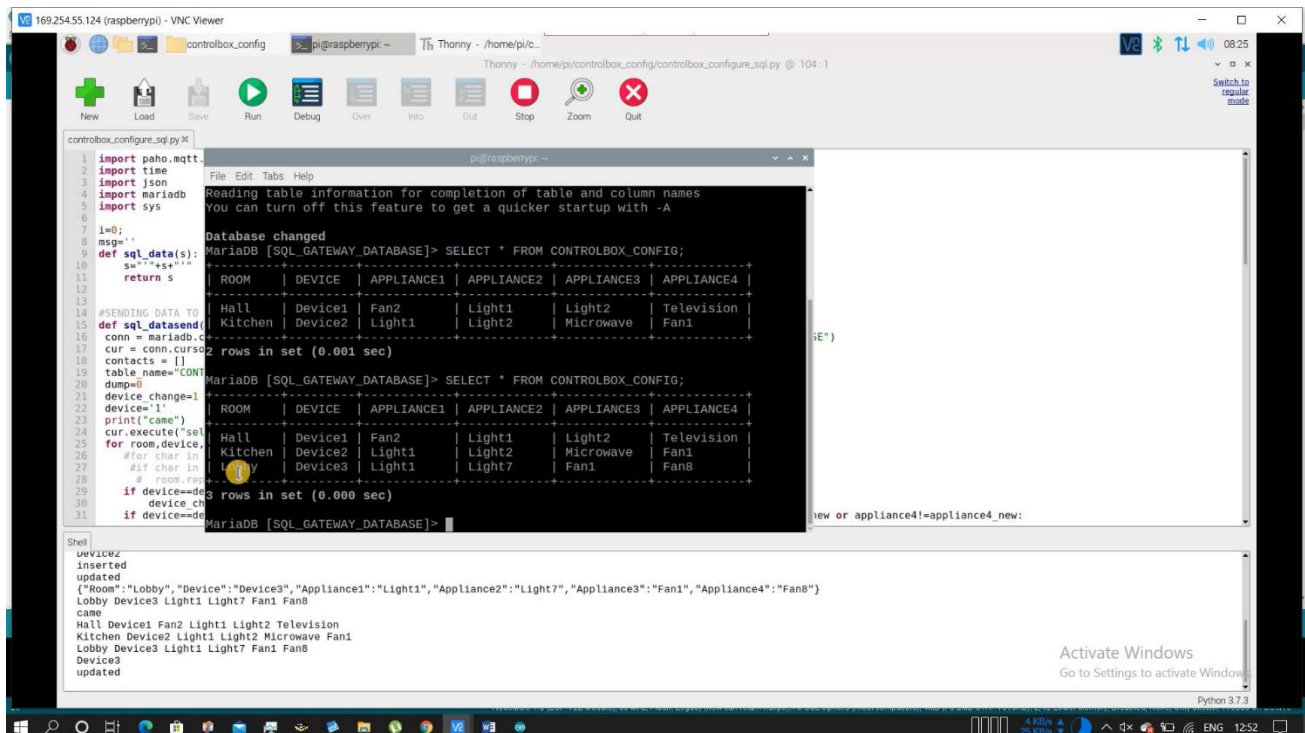 169.254.55.124 (raspberrypi) - VNC Viewer
controlbox_config pi@raspberrypi: ~ Thonny - /home/pi/c... 08:25
Thonny - /home/pi/controlbox_config/controlbox_configure_sql.py @ 104:1
Switch to
regular
mode
New Load Save Run Debug Over Into Out Stop Zoom Quit
controlbox_configure_sql.py
1 import paho.mqtt.
2 import time
3 import json
4 import mariadb
5 import sys
6
7 i=0;
8 msg=''
9 def sql_data(s):
10 s="'"+s+"'"
11 return s
12
13
14 #SENDING DATA TO
15 def sql_datasend(
16 conn = mariadb.c
17 cur = conn.curso
18 contacts = []
19 table_name="CONT
20 dump=0
21 device_change=1
22 device='1'
23 print("came")
24 cur.execute("sel
25 for room,device,
26 #for char in
27 #if char in
28 # room.rep
29 if device==de
30 device_ch
31 if device==de
SE")
new or appliance4!=appliance4_new:
pi@raspberrypi: ~
File Edit Tabs Help
Reading table information for completion of table and column names
You can turn off this feature to get a quicker startup with -A
Database changed
MariaDB [SQL_GATEWAY_DATABASE]> SELECT * FROM CONTROLBOX_CONFIG;
| ROOM | DEVICE | APPLIANCE1 | APPLIANCE2 | APPLIANCE3 | APPLIANCE4 |
| Hall | Device1 | Fan2 | Light1 | Light2 | Television |
| Kitchen | Device2 | Light1 | Light2 | Microwave | Fan1 |
2 rows in set (0.001 sec)
MariaDB [SQL_GATEWAY_DATABASE]> SELECT * FROM CONTROLBOX_CONFIG;
| ROOM | DEVICE | APPLIANCE1 | APPLIANCE2 | APPLIANCE3 | APPLIANCE4 |
| Hall | Device1 | Fan2 | Light1 | Light2 | Television |
| Kitchen | Device2 | Light1 | Light2 | Microwave | Fan1 |
| Lobby | Device3 | Light1 | Light7 | Fan1 | Fan8 |
3 rows in set (0.000 sec)
MariaDB [SQL_GATEWAY_DATABASE]>
Shell
Device2
inserted
updated
{"Room":"Lobby","Device":"Device3","Appliance1":"Light1","Appliance2":"Light7","Appliance3":"Fan1","Appliance4":"Fan8"}
Lobby Device3 Light1 Light7 Fan1 Fan8
came
Hall Device1 Fan2 Light1 Light2 Television
Kitchen Device2 Light1 Light2 Microwave Fan1
Lobby Device3 Light1 Light7 Fan1 Fan8
Device3
updated
Activate Windows
Go to Settings to activate Windows.
Python 3.7.3
4 KB/s
25 KB/s
ENG 12:52